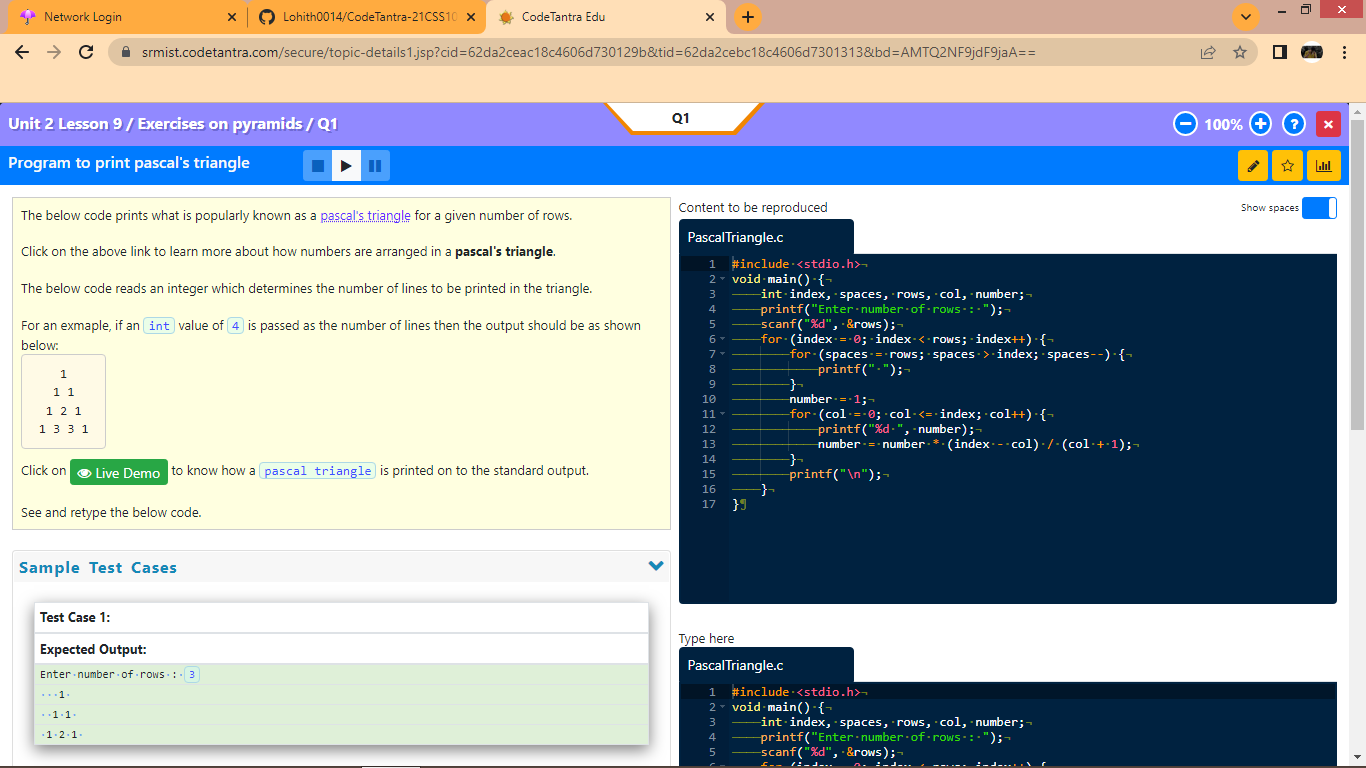 Network Login
Lohith0014/CodeTantra-21CSS10
CodeTantra Edu
srmist.codetantra.com/secure/topic-details1.jsp?cid=62da2ceac18c4606d730129b&tid=62da2cebc18c4606d7301313&bd=AMTQ2NF9jdF9jaA==
Unit 2 Lesson 9 / Exercises on pyramids / Q1
Q1
100%
Program to print pascal's triangle
The below code prints what is popularly known as a pascal's triangle for a given number of rows.
Click on the above link to learn more about how numbers are arranged in a pascal's triangle.
The below code reads an integer which determines the number of lines to be printed in the triangle.
For an exmaple, if an int value of 4 is passed as the number of lines then the output should be as shown
below:
1
1 1
1 2 1
1 3 3 1
Click on Live Demo to know how a pascal triangle is printed on to the standard output.
See and retype the below code.
Sample Test Cases
Test Case 1:
Expected Output:
Enter·number·of·rows·:·3
···1·
··1·1·
·1·2·1·
Content to be reproduced
Show spaces
PascalTriangle.c
1 #include·<stdio.h>¬
2 void·main()·{¬
3 int·index,·spaces,·rows,·col,·number;¬
4 printf("Enter·number·of·rows·:·");¬
5 scanf("%d",·&rows);¬
6 for·(index·=·0;·index·<·rows;·index++)·{¬
7 for·(spaces·=·rows;·spaces·>·index;·spaces--)·{¬
8 printf("·");¬
9 }¬
10 number·=·1;¬
11 for·(col·=·0;·col·<=·index;·col++)·{¬
12 printf("%d·",·number);¬
13 number·=·number·*·(index·-·col)·/·(col·+·1);¬
14 }¬
15 printf("\n");¬
16 }¬
17 }¶
Type here
PascalTriangle.c
1 #include·<stdio.h>¬
2 void·main()·{¬
3 int·index,·spaces,·rows,·col,·number;¬
4 printf("Enter·number·of·rows·:·");¬
5 scanf("%d",·&rows);¬